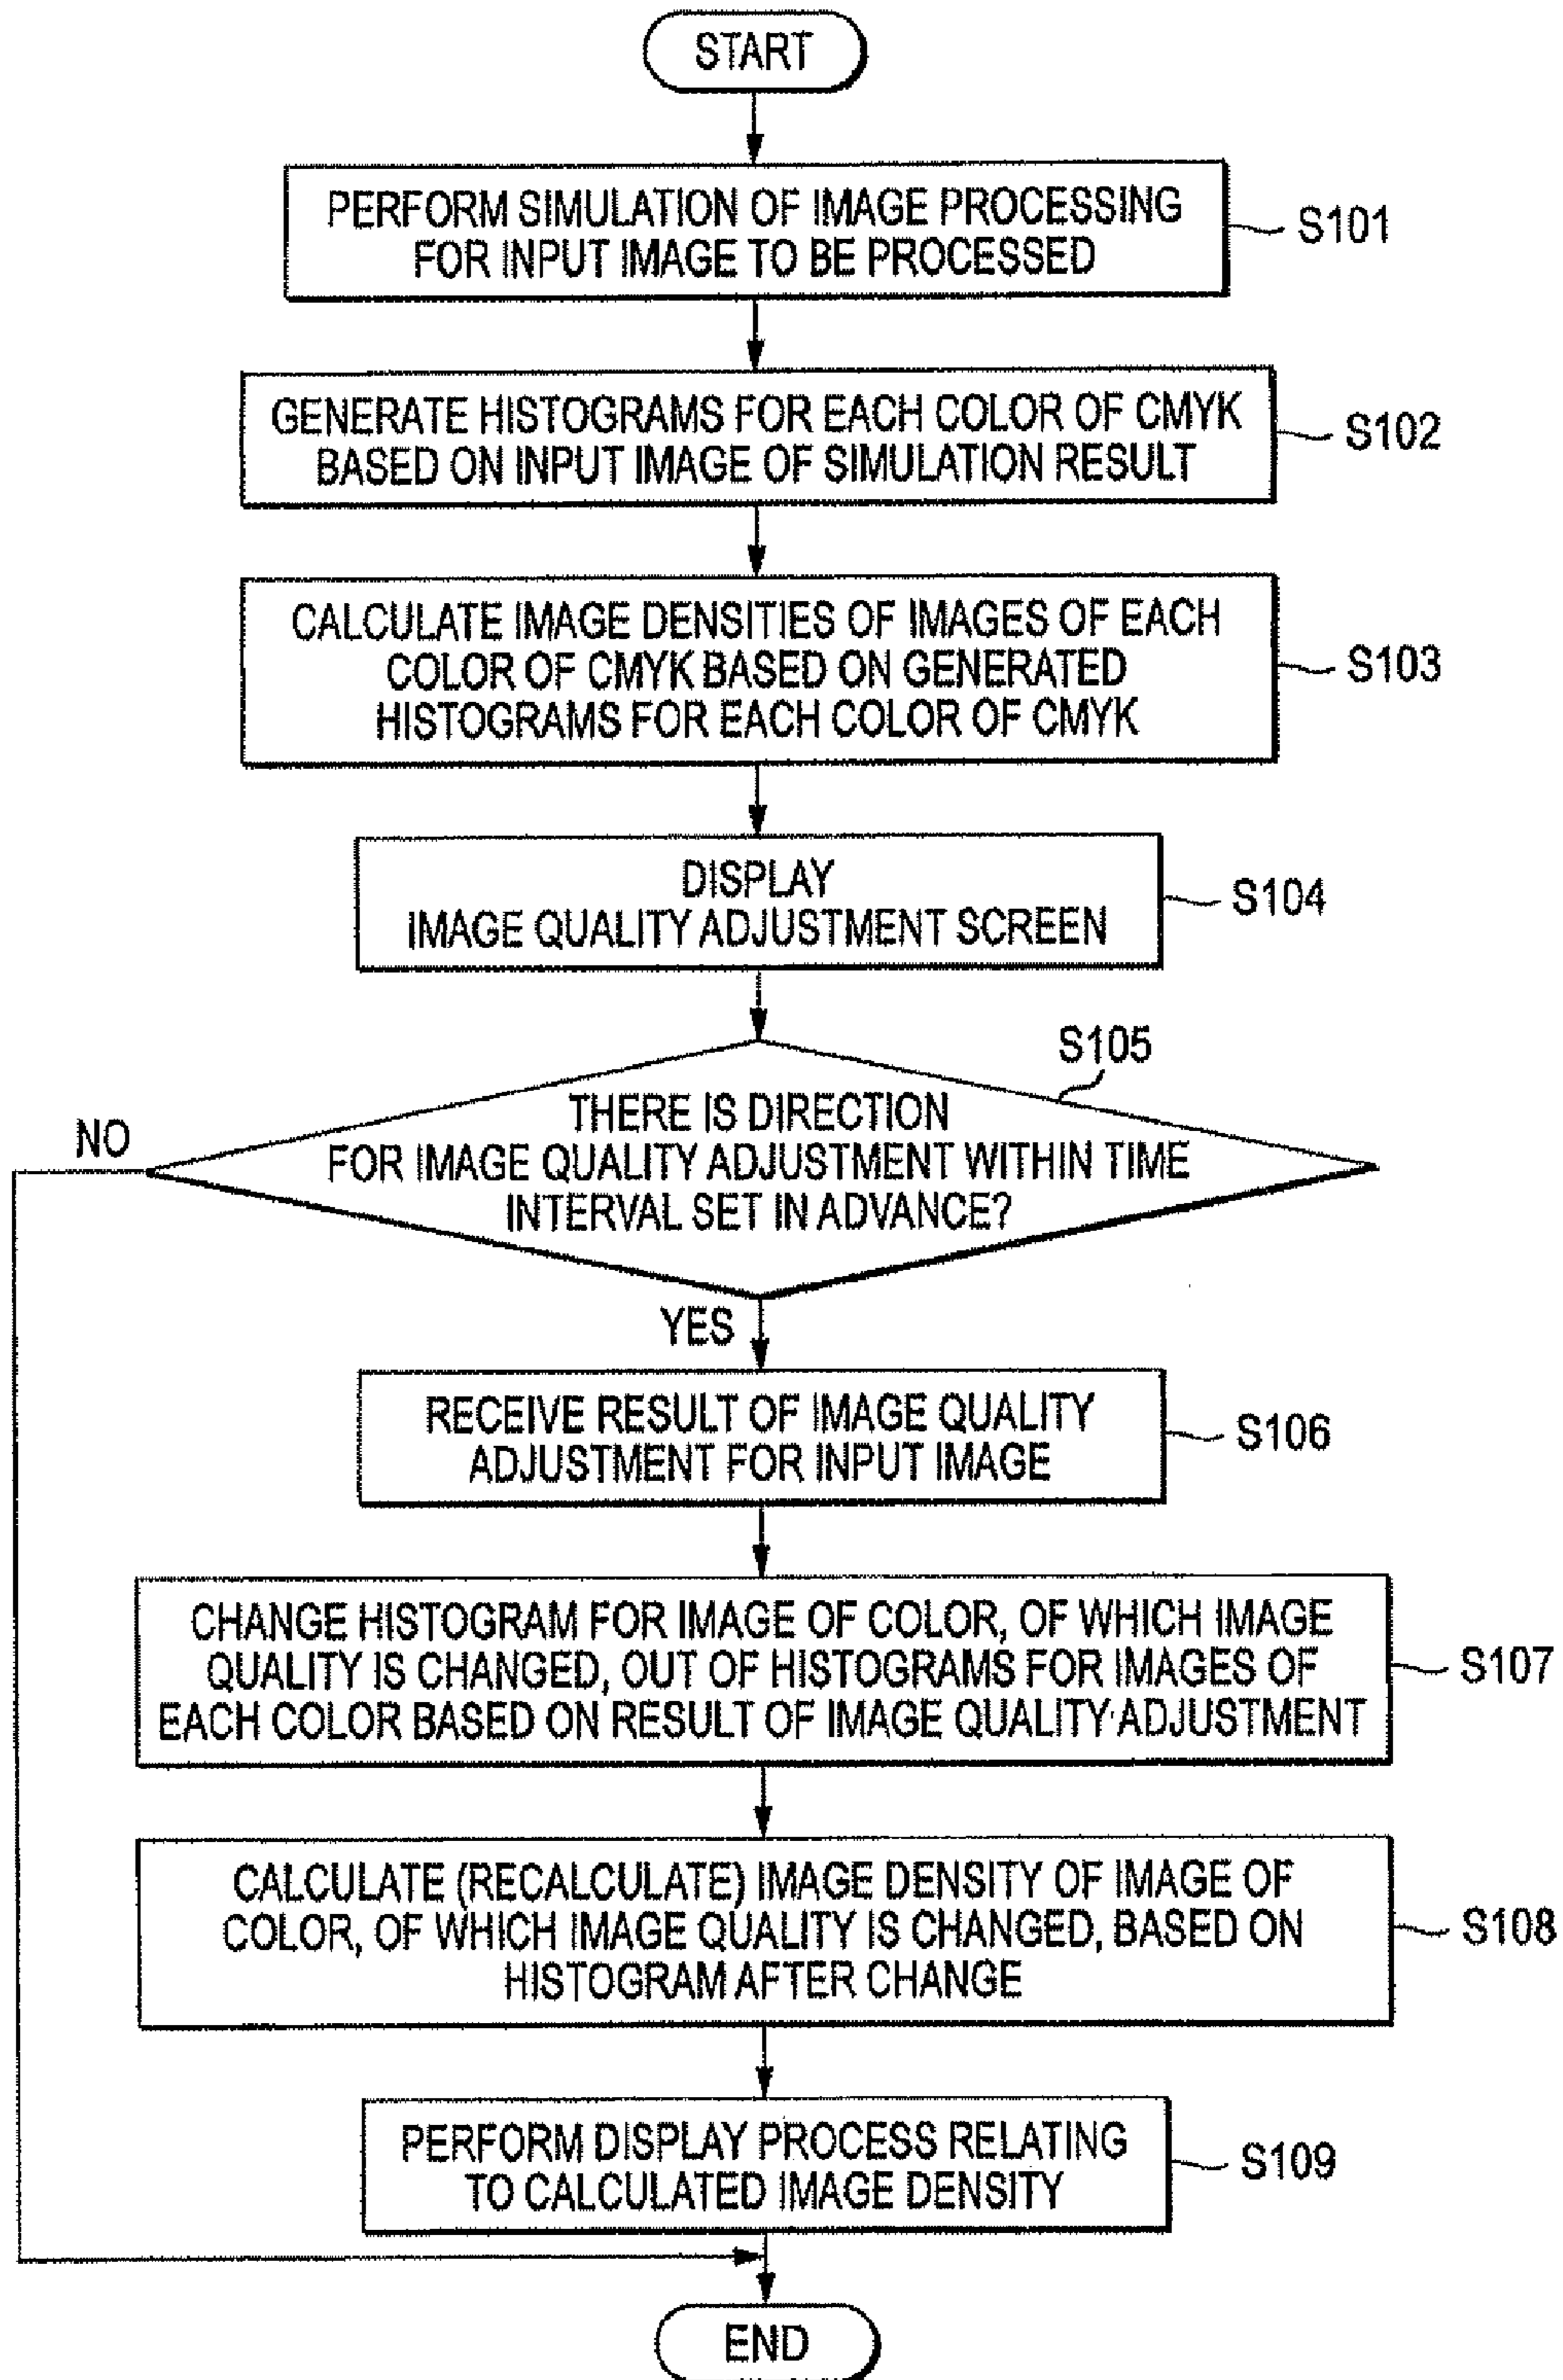 START
PERFORM SIMULATION OF IMAGE PROCESSING
FOR INPUT IMAGE TO BE PROCESSED
S101
GENERATE HISTOGRAMS FOR EACH COLOR OF CMYK
BASED ON INPUT IMAGE OF SIMULATION RESULT
S102
CALCULATE IMAGE DENSITIES OF IMAGES OF EACH
COLOR OF CMYK BASED ON GENERATED
HISTOGRAMS FOR EACH COLOR OF CMYK
S103
DISPLAY
IMAGE QUALITY ADJUSTMENT SCREEN
S104
S105
THERE IS DIRECTION
FOR IMAGE QUALITY ADJUSTMENT WITHIN TIME
INTERVAL SET IN ADVANCE?
NO
YES
RECEIVE RESULT OF IMAGE QUALITY
ADJUSTMENT FOR INPUT IMAGE
S106
CHANGE HISTOGRAM FOR IMAGE OF COLOR, OF WHICH IMAGE
QUALITY IS CHANGED, OUT OF HISTOGRAMS FOR IMAGES OF
EACH COLOR BASED ON RESULT OF IMAGE QUALITY ADJUSTMENT
S107
CALCULATE (RECALCULATE) IMAGE DENSITY OF IMAGE OF
COLOR, OF WHICH IMAGE QUALITY IS CHANGED, BASED ON
HISTOGRAM AFTER CHANGE
S108
PERFORM DISPLAY PROCESS RELATING
TO CALCULATED IMAGE DENSITY
S109
END